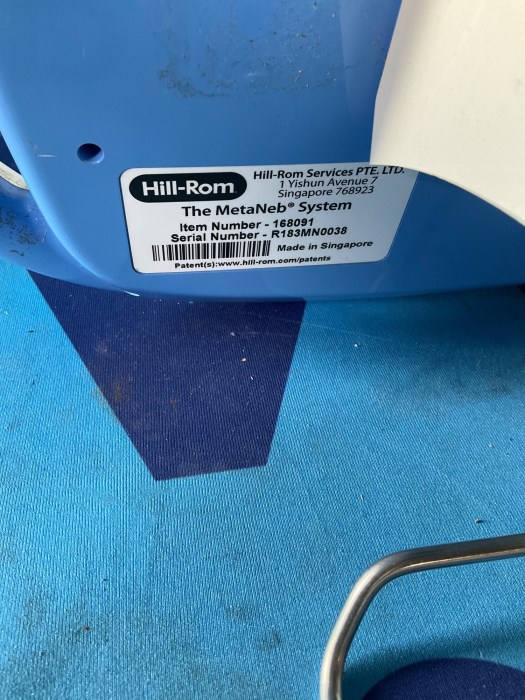 Hill-Rom
Hill-Rom Services PTE. LTD.
1 Yishun Avenue 7
Singapore 768923
The MetaNeb® System
Item Number - 168091
Serial Number - R183MN0038
Made in Singapore
Patent(s):www.hill-rom.com/patents